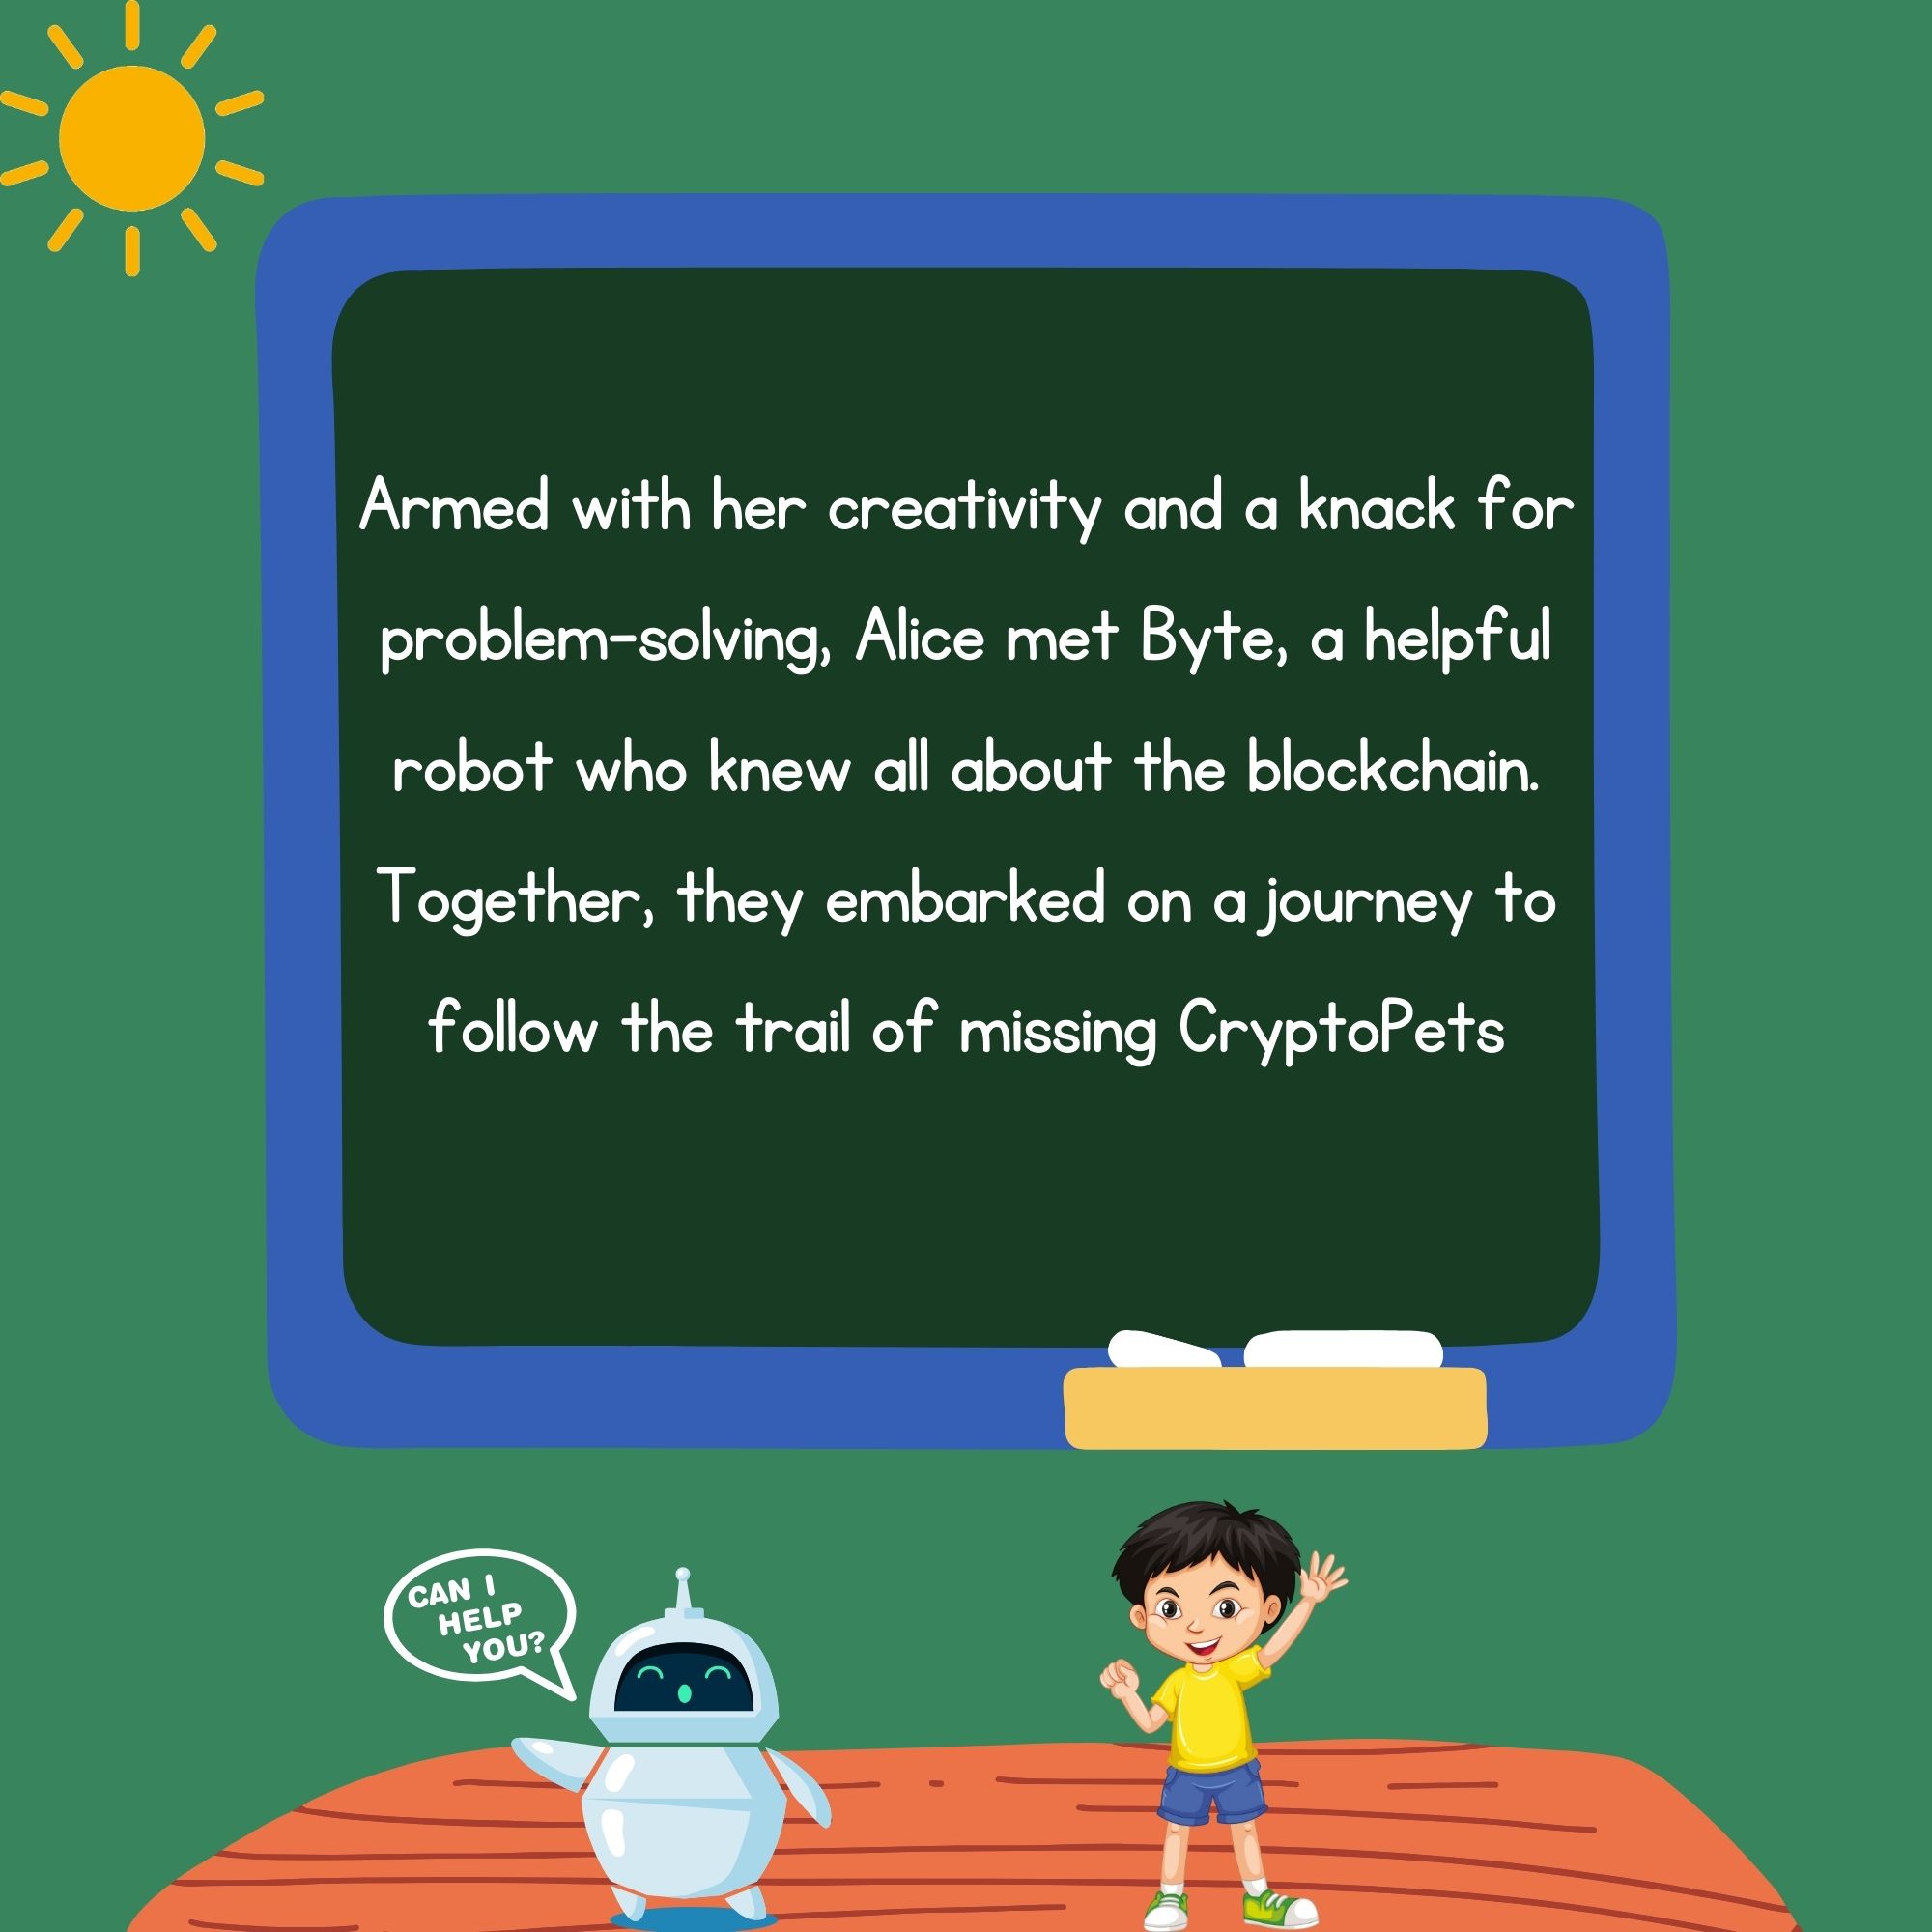 Armed with her creativity and a knack for
problem-solving, Alice met Byte, a helpful
robot who knew all about the blockchain.
Together, they embarked on a journey to
follow the trail of missing CryptoPets
CAN I
HELP
YOU?